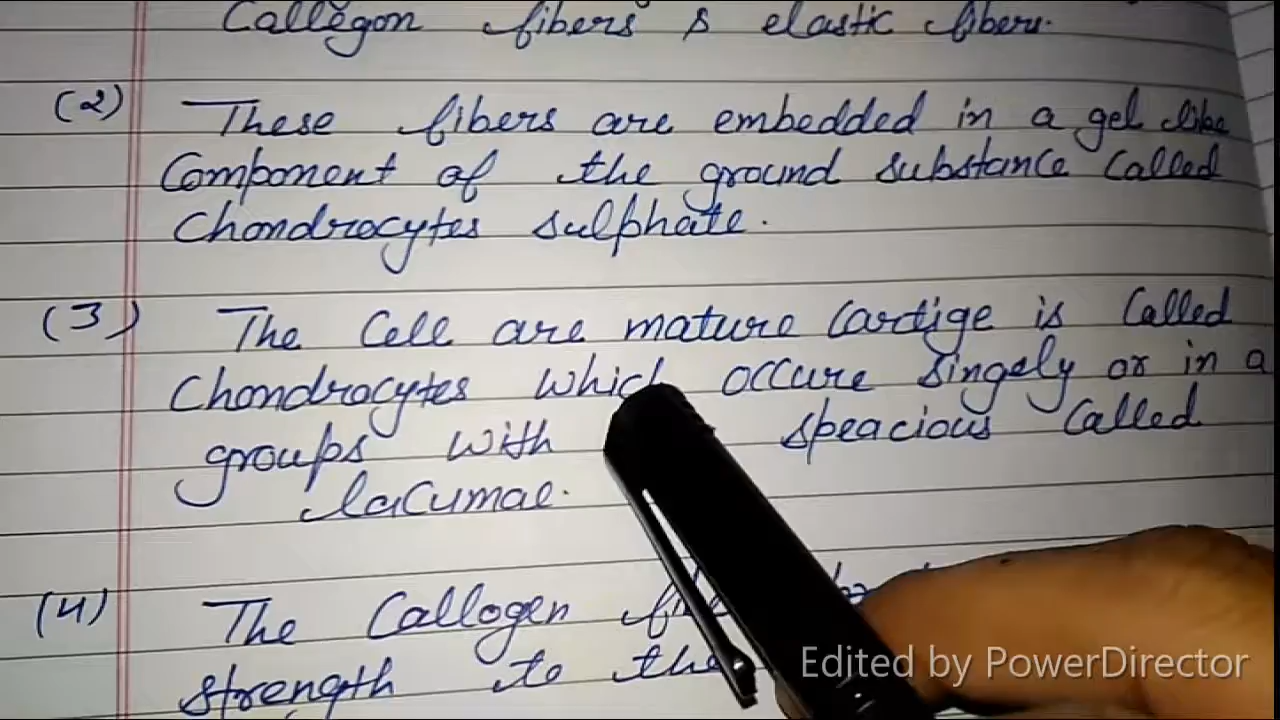 Callegon fibers & elastic fibers.
(2) These fibers are embedded in a gel like
Component of the ground substance Called
Chondrocytes sulphate.
(3) The Cell are mature Cartige is Called
Chondrocytes which occure singely or in a
groups with speacious Called
lacumae.
(4) The Callogen
strength to the
Edited by PowerDirector